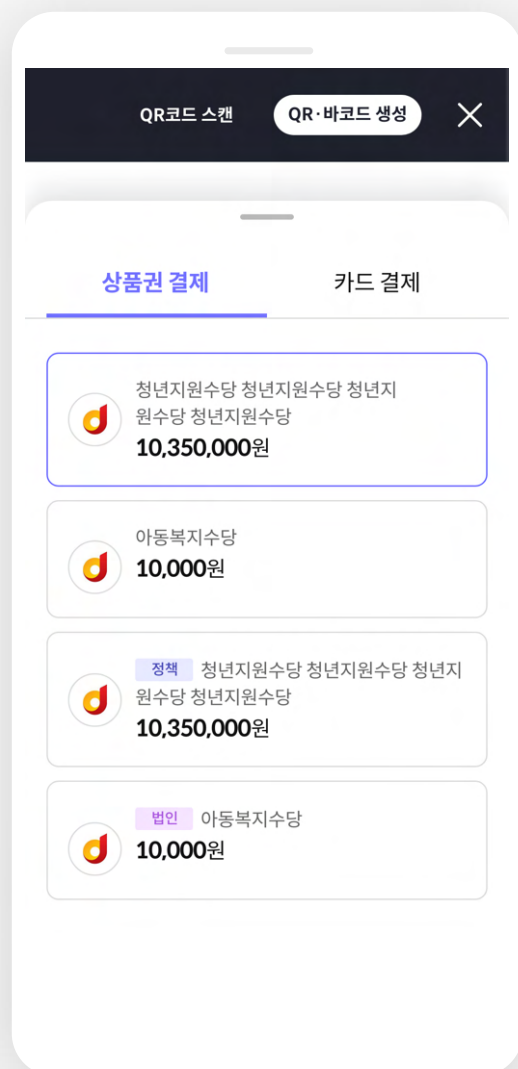 QR코드 스캔 QR·바코드 생성
상품권 결제 카드 결제
청년지원수당 청년지원수당 청년지
원수당 청년지원수당
10,350,000원
아동복지수당
10,000원
정책 청년지원수당 청년지원수당 청년지
원수당 청년지원수당
10,350,000원
법인 아동복지수당
10,000원